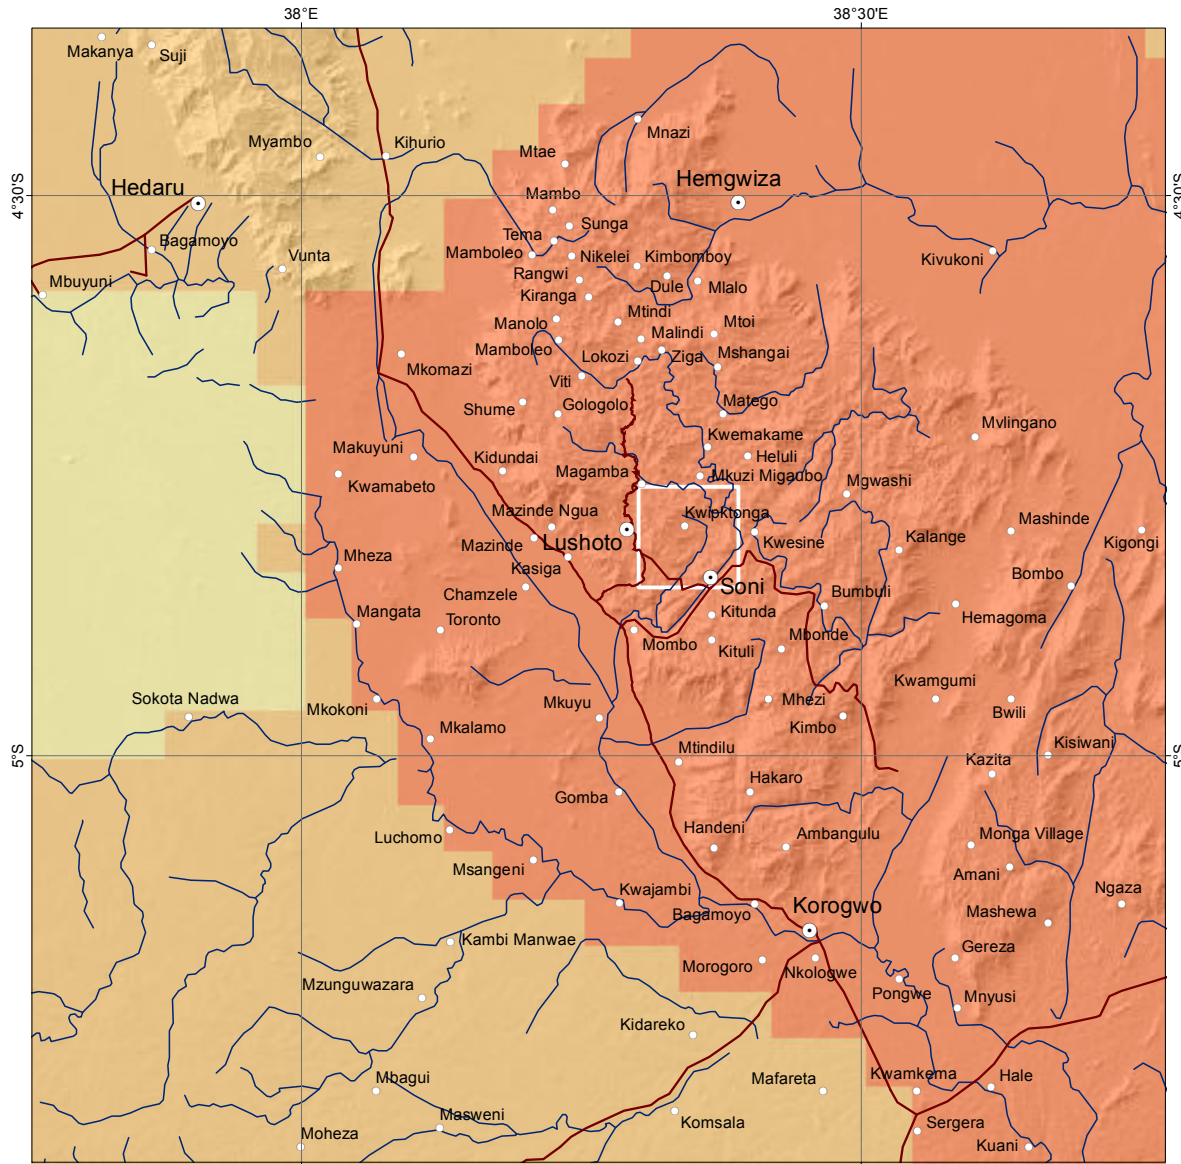 38°E
38°30'E
Makanya
Suji
Mnazi
Myambo
Kihurio
Mtae
Hedaru
Hemgwiza
4°30'S
4°30'S
Mambo
Sunga
Tema
Bagamoyo
Vunta
Mamboleo
Nikelei
Kimbomboy
Kivukoni
Mbuyuni
Rangwi
Dule
Mlalo
Kiranga
Mtindi
Manolo
Malindi
Mtoi
Mamboleo
Lokozi
Ziga
Mshangai
Mkomazi
Viti
Shume
Gologolo
Matego
Mvlingano
Makuyuni
Kidundai
Kwemakame
Heluli
Kwamabeto
Magamba
Mkuzi Migaubo
Mgwashi
Mazinde Ngua
Kwipktonga
Mashinde
Mheza
Mazinde
Lushoto
Kwesine
Kalange
Kigongi
Kasiga
Bombo
Chamzele
Soni
Bumbuli
Mangata
Toronto
Kitunda
Hemagoma
Mombo
Kituli
Mbonde
Sokota Nadwa
Mkokoni
Mkuyu
Mhezi
Kwamgumi
Bwili
Mkalamo
Kimbo
Mtindilu
Kisiwani
5°S
5°S
Kazita
Gomba
Hakaro
Luchomo
Handeni
Ambangulu
Monga Village
Msangeni
Amani
Kwajambi
Bagamoyo
Korogwo
Mashewa
Ngaza
Kambi Manwae
Gereza
Mzunguwazara
Morogoro
Nkologwe
Pongwe
Mnyusi
Kidareko
Mbagui
Mafareta
Kwamkema
Hale
Masweni
Komsala
Sergera
Moheza
Kuani